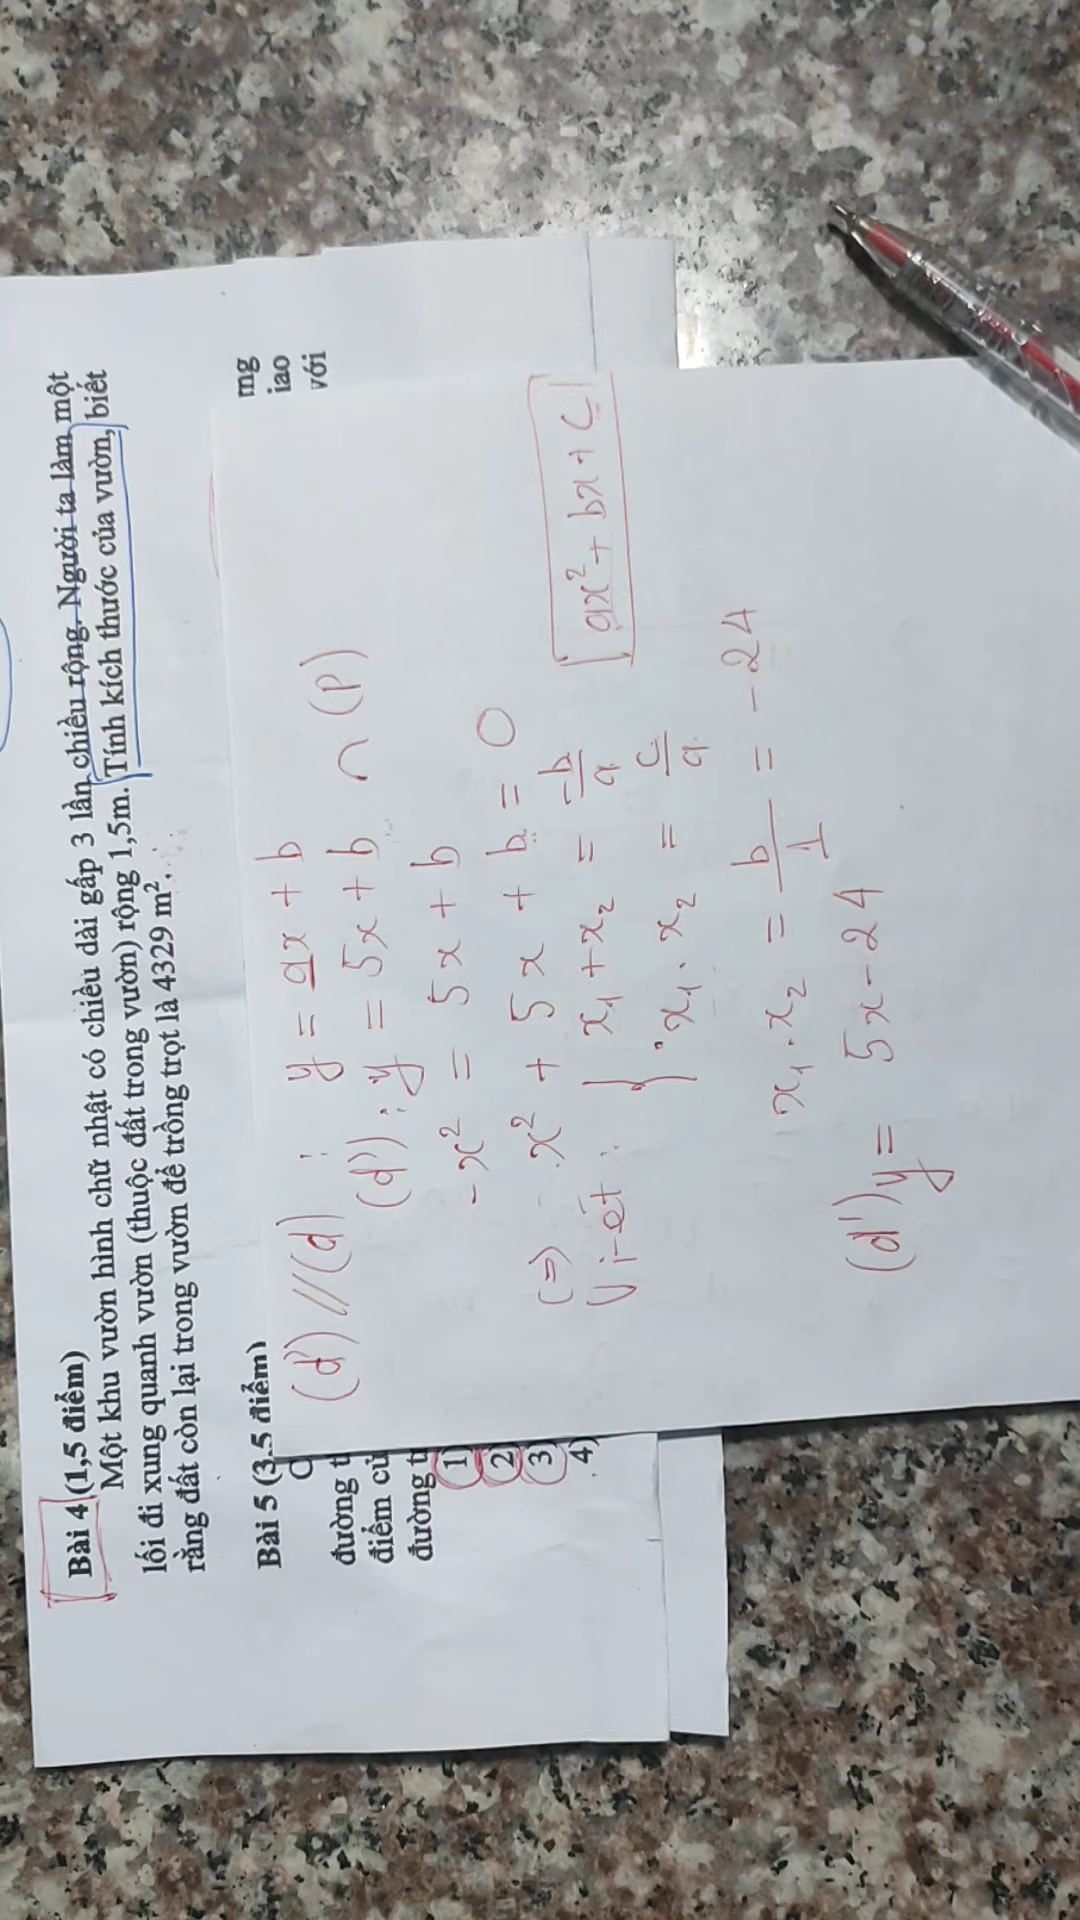 Bài 4 (1,5 điểm)
Một khu vườn hình chữ nhật có chiều dài gấp 3 lần chiều rộng. Người ta làm một
lối đi xung quanh vườn (thuộc đất trong vườn) rộng 1,5m. Tính kích thước của vườn, biết
rằng đất còn lại trong vườn để trồng trọt là 4329 m².
Bài 5 (3,5 điểm)
mg
đường t
iao
điểm củ
với
đường t
1)
2)
3)
4)
(d') // (d) : y = ax + b
(d') : y = 5x + b ∩ (P)
-x² = 5x + b
(=) x² + 5x + b = 0
Vi-ét : { x₁ + x₂ = -b/a
x₁ . x₂ = c/a
ax² + bx + c
x₁ . x₂ = b/1 = -24
(d') y = 5x - 24